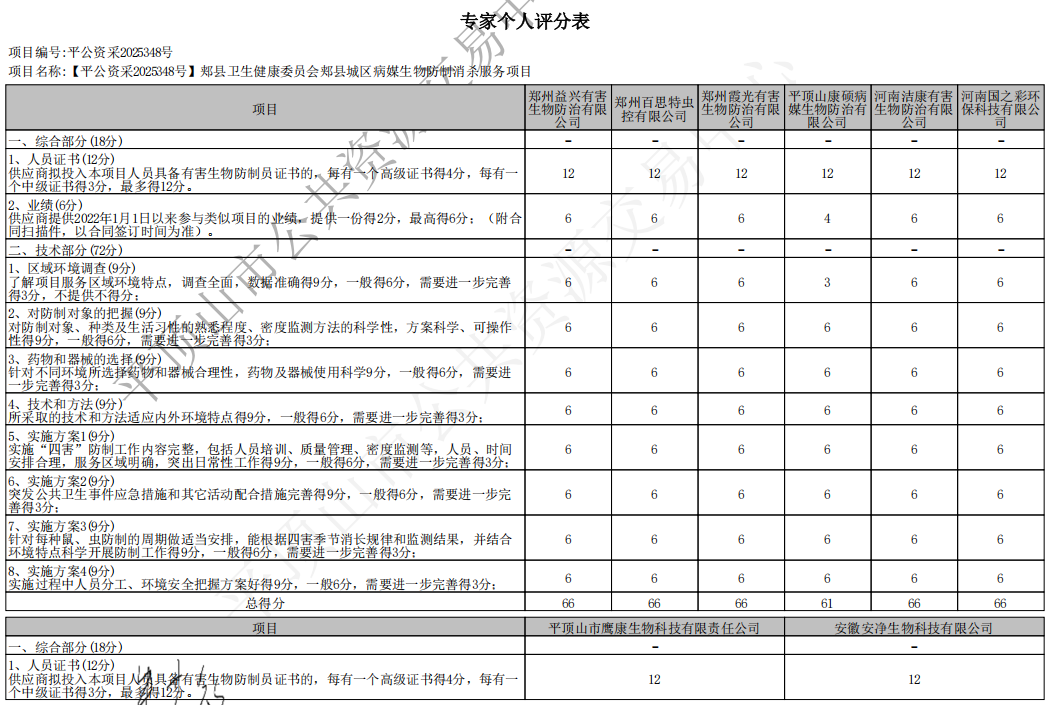 专家个人评分表
项目编号:平公资采2025348号
项目名称:【平公资采2025348号】郏县卫生健康委员会郏县城区病媒生物防制消杀服务项目
项目 郑州益兴有害生物防治有限公司 郑州百思特虫控有限公司 郑州霞光有害生物防治有限公司 平顶山康硕病媒生物防治有限公司 河南洁康有害生物防治有限公司 河南国之彩环保科技有限公司
一、综合部分(18分) - - - - - -
1、人员证书(12分)
供应商拟投入本项目人员具备有害生物防制员证书的,每有一个高级证书得4分,每有一
个中级证书得3分,最多得12分。 12 12 12 12 12 12
2、业绩(6分)
供应商提供2022年1月1日以来参与类似项目的业绩,提供一份得2分,最高得6分;(附合
同扫描件,以合同签订时间为准)。 6 6 6 4 6 6
二、技术部分(72分) - - - - - -
1、区域环境调查(9分)
了解项目服务区域环境特点,调查全面,数据准确得9分,一般得6分,需要进一步完善
得3分,不提供不得分; 6 6 6 3 6 6
2、对防制对象的把握(9分)
对防制对象、种类及生活习性的熟悉程度、密度监测方法的科学性,方案科学、可操作
性得9分,一般得6分,需要进一步完善得3分; 6 6 6 6 6 6
3、药物和器械的选择(9分)
针对不同环境所选择药物和器械合理性,药物及器械使用科学9分,一般得6分,需要进
一步完善得3分; 6 6 6 6 6 6
4、技术和方法(9分)
所采取的技术和方法适应内外环境特点得9分,一般得6分,需要进一步完善得3分; 6 6 6 6 6 6
5、实施方案1(9分)
实施“四害”防制工作内容完整,包括人员培训、质量管理、密度监测等,人员、时间
安排合理,服务区域明确,突出日常性工作得9分,一般得6分,需要进一步完善得3分; 6 6 6 6 6 6
6、实施方案2(9分)
突发公共卫生事件应急措施和其它活动配合措施完善得9分,一般得6分,需要进一步完
善得3分; 6 6 6 6 6 6
7、实施方案3(9分)
针对每种鼠、虫防制的周期做适当安排,能根据四害季节消长规律和监测结果,并结合
环境特点科学开展防制工作得9分,一般得6分,需要进一步完善得3分; 6 6 6 6 6 6
8、实施方案4(9分)
实施过程中人员分工、环境安全把握方案好得9分,一般6分,需要进一步完善得3分; 6 6 6 6 6 6
总得分 66 66 66 61 66 66
项目 平顶山市鹰康生物科技有限责任公司 安徽安净生物科技有限公司
一、综合部分(18分) - -
1、人员证书(12分)
供应商拟投入本项目人员具备有害生物防制员证书的,每有一个高级证书得4分,每有一
个中级证书得3分,最多得12分。 12 12
平顶山市公共资源交易中
平顶山市公共资源交易中心